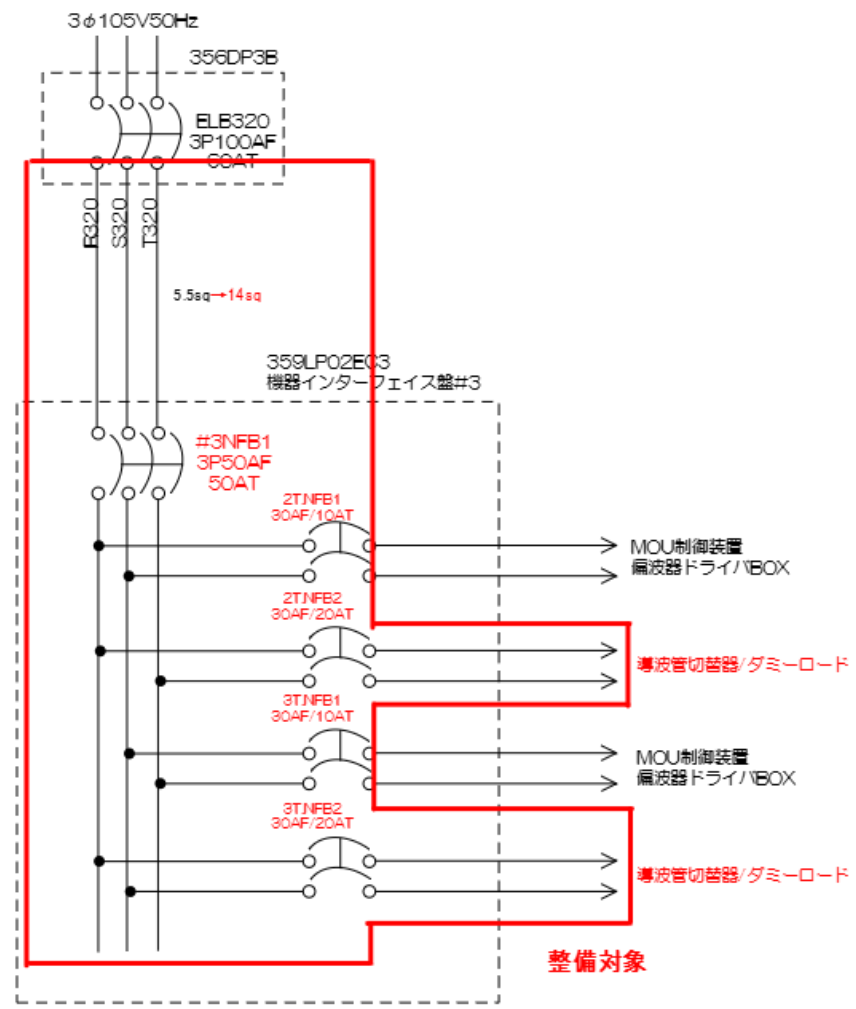 3φ105V50Hz
356DP3B
ELB320
3P100AF
R320
S320
T320
5.5sq→14sq
359LP02EC3
機器インターフェイス盤#3
#3NFB1
3P50AF
50AT
2T.NFB1
30AF/10AT
MOU制御装置
偏波器ドライバBOX
2T.NFB2
30AF/20AT
導波管切替器/ダミーロード
3T.NFB1
30AF/10AT
MOU制御装置
偏波器ドライバBOX
3T.NFB2
30AF/20AT
導波管切替器/ダミーロード
整備対象